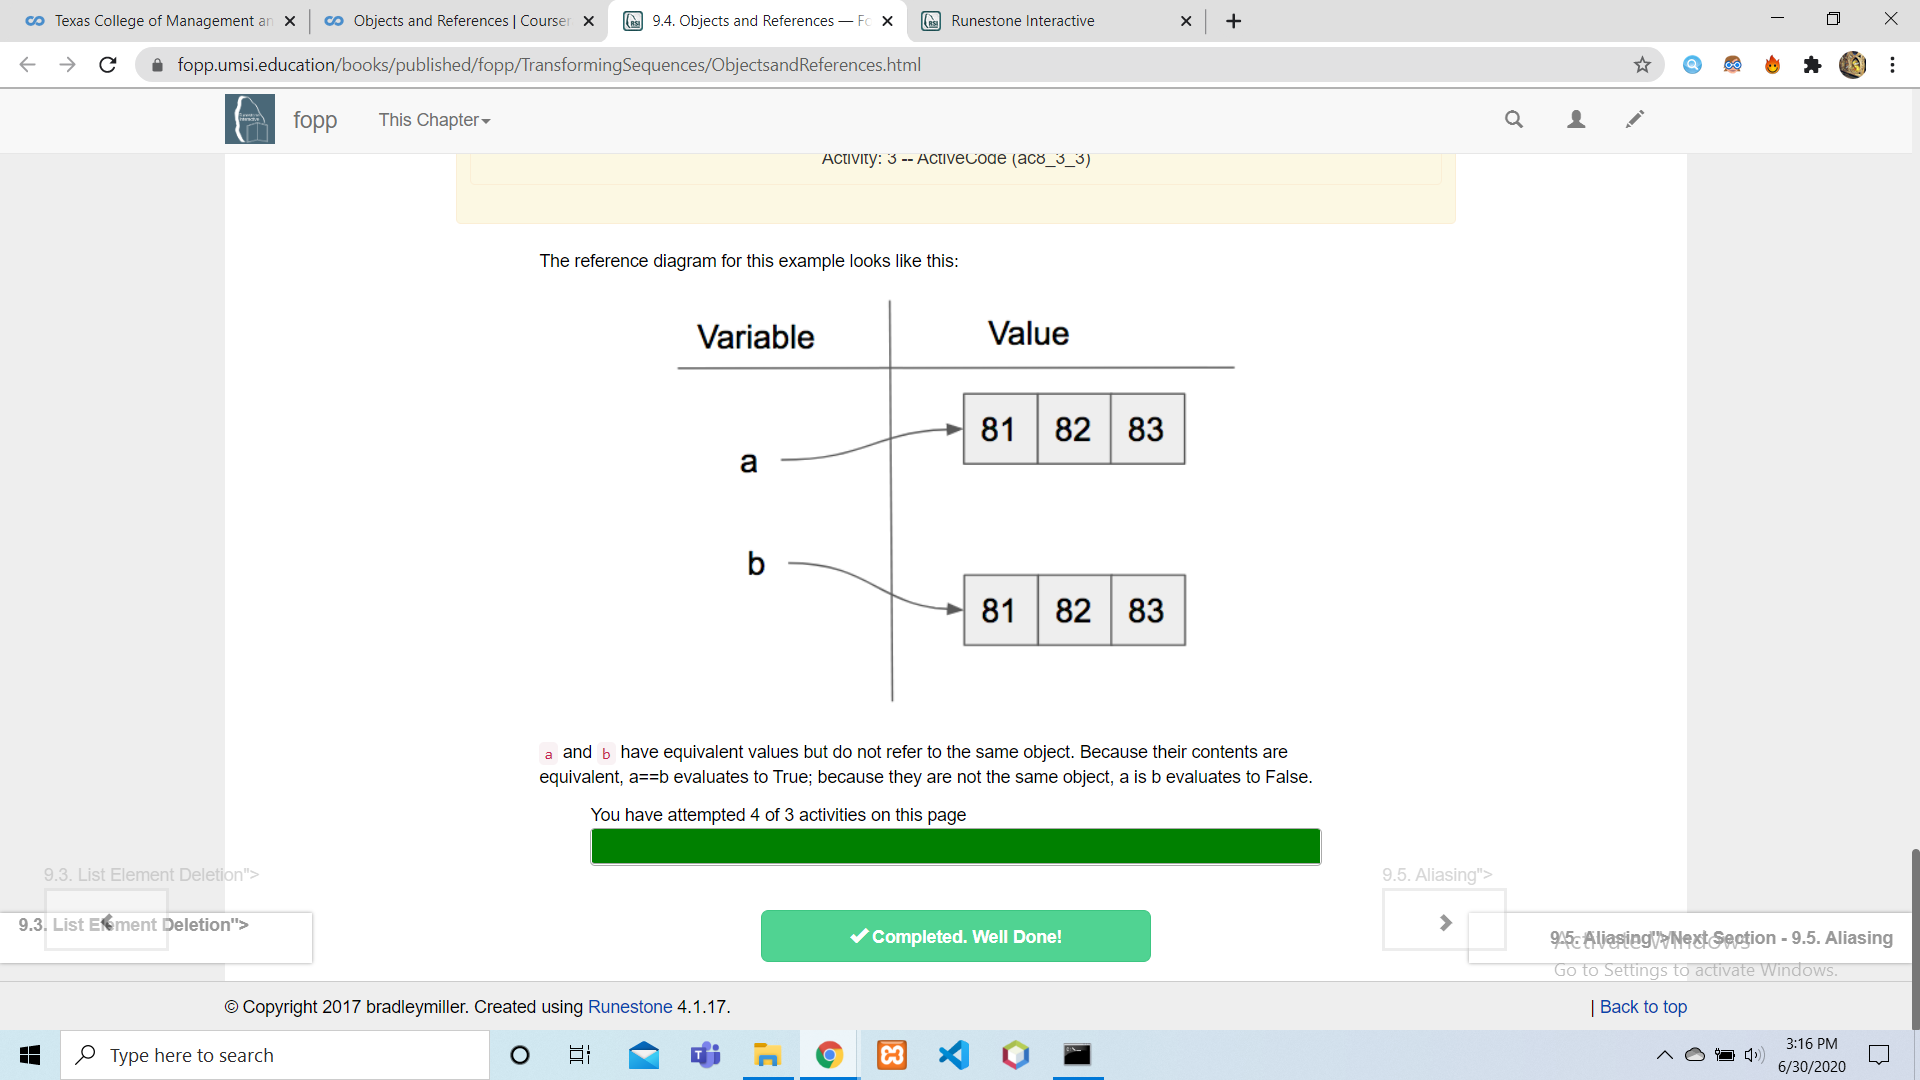 Texas College of Management an
Objects and References | Courser
9.4. Objects and References — Fo
Runestone Interactive
fopp.umsi.education/books/published/fopp/TransformingSequences/ObjectsandReferences.html
fopp
This Chapter
Activity: 3 -- ActiveCode (ac8_3_3)
The reference diagram for this example looks like this:
Variable
Value
a
81 82 83
b
81 82 83
a and b have equivalent values but do not refer to the same object. Because their contents are
equivalent, a==b evaluates to True; because they are not the same object, a is b evaluates to False.
You have attempted 4 of 3 activities on this page
9.3. List Element Deletion">
9.5. Aliasing">
9.3. List Element Deletion">
Completed. Well Done!
9.5. Aliasing">Next Section - 9.5. Aliasing
Activate Windows
Go to Settings to activate Windows.
© Copyright 2017 bradleymiller. Created using Runestone 4.1.17.
| Back to top
Type here to search
3:16 PM
6/30/2020